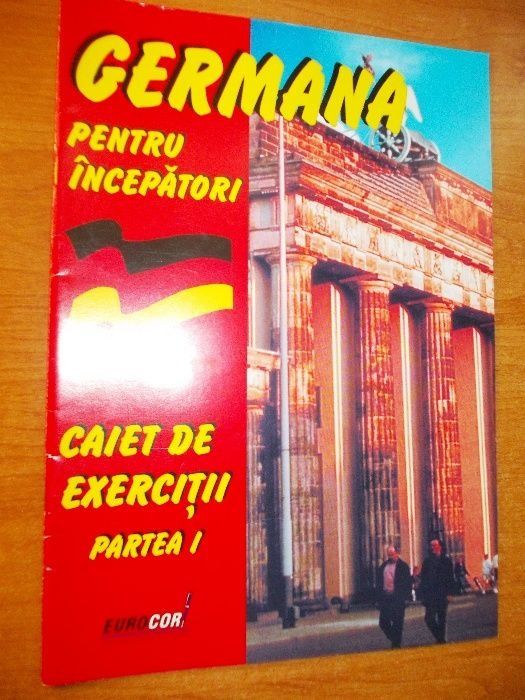 GERMANA
PENTRU
ÎNCEPĂTORI
CAIET DE
EXERCIȚII
PARTEA I
EUROCOR